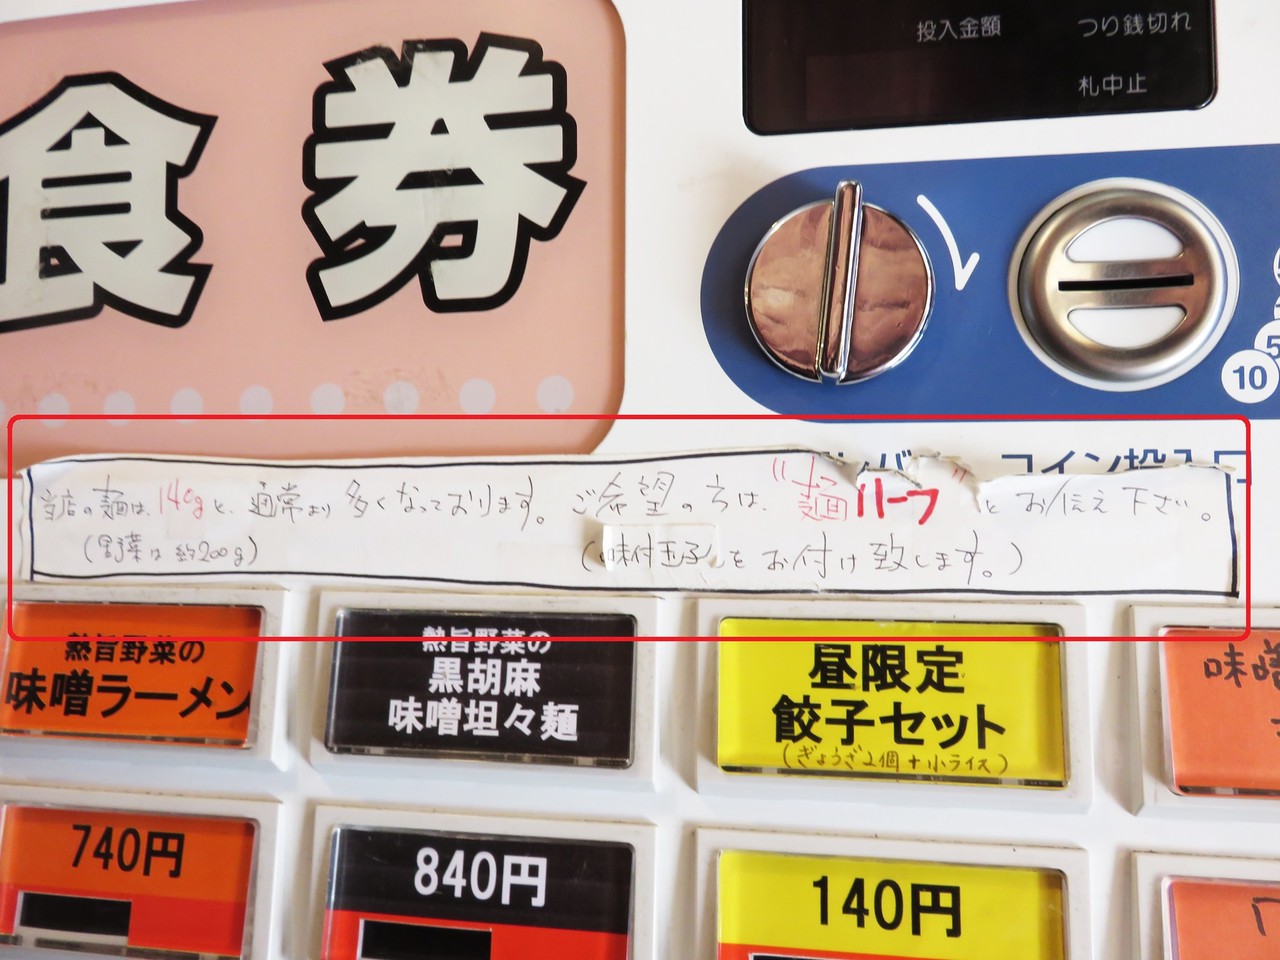 食券
投入金額 つり銭切れ
札中止
10
5
コイン投入口
当店の麺は、140gと、通常より多くなっております。ご希望の方は、"麺ハーフ"とお伝え下さい。
(野菜は約200g) (味付玉子をお付け致します。)
熱旨野菜の
味噌ラーメン
熱旨野菜の
黒胡麻
味噌坦々麺
昼限定
餃子セット
(ぎょうざ2個+小ライス)
味噌
740円
840円
140円